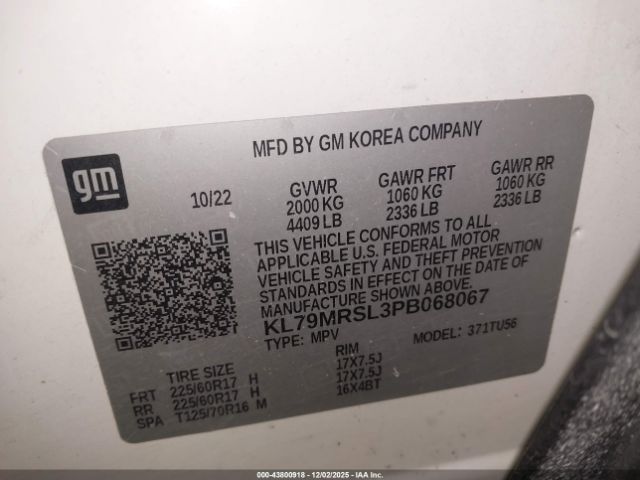 MFD BY GM KOREA COMPANY
gm
10/22
GVWR
2000 KG
4409 LB
GAWR FRT
1060 KG
2336 LB
GAWR RR
1060 KG
2336 LB
THIS VEHICLE CONFORMS TO ALL
APPLICABLE U.S. FEDERAL MOTOR
VEHICLE SAFETY AND THEFT PREVENTION
STANDARDS IN EFFECT ON THE DATE OF
MANUFACTURE SHOWN ABOVE.
KL79MRSL3PB068067
TYPE: MPV
MODEL: 371TU56
TIRE SIZE
RIM
FRT 225/60R17 H 17X7.5J
RR 225/60R17 H 17X7.5J
SPA T125/70R16 M 16X4BT
000-43800918 - 12/02/2025 - IAA Inc.